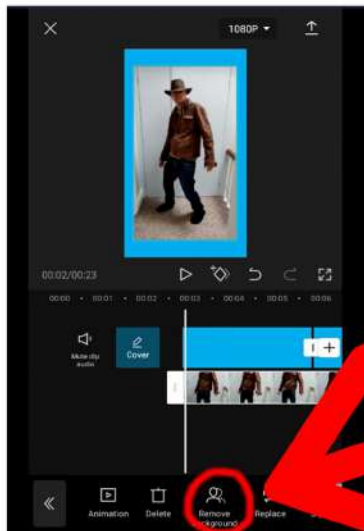 1080P
00:02/00:23
00:00 • 00:01 • 00:02 • 00:03 • 00:04 • 00:05 • 00:06
Mute clip audio
Cover
Animation
Delete
Remove background
Replace